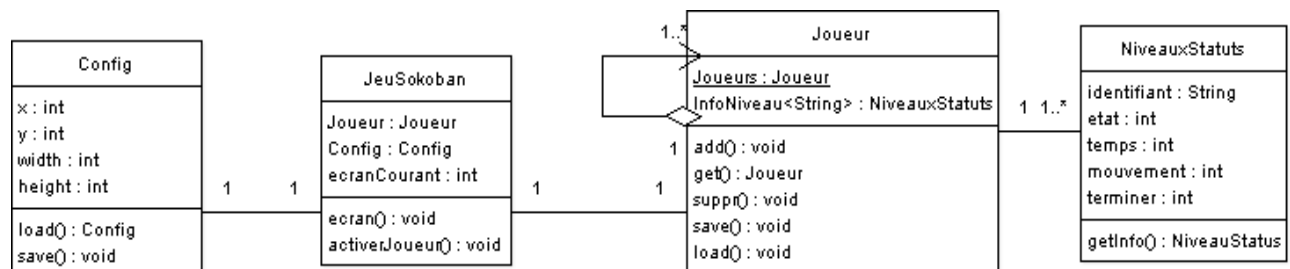 Config
x : int
y : int
width : int
height : int
load() : Config
save() : void
1
1
JeuSokoban
Joueur : Joueur
Config : Config
ecranCourant : int
ecran() : void
activerJoueur() : void
1
1
1..*
1
Joueur
Joueurs : Joueur
InfoNiveau<String> : NiveauxStatuts
add() : void
get() : Joueur
suppr() : void
save() : void
load() : void
1
1..*
NiveauxStatuts
identifiant : String
etat : int
temps : int
mouvement : int
terminer : int
getInfo() : NiveauStatus